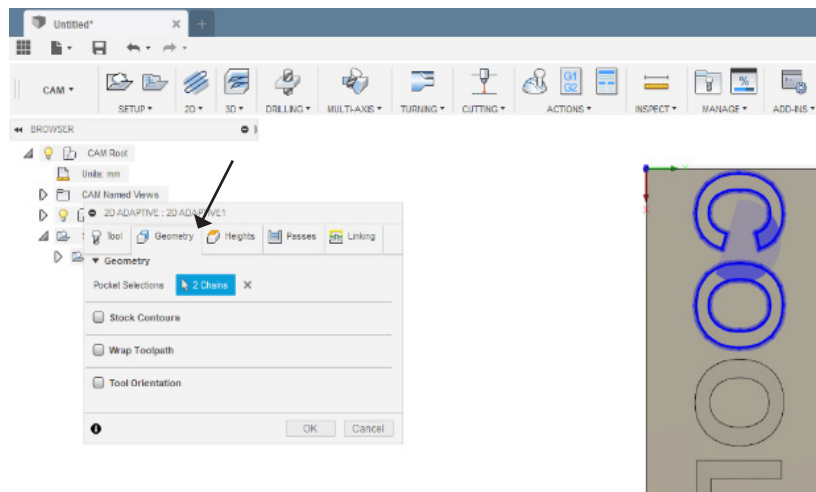 Untitled*
CAM
SETUP 2D 3D DRILLING MULTI-AXIS TURNING CUTTING ACTIONS INSPECT MANAGE ADD-INS
G1
G2
%
BROWSER
CAM Root
Units: mm
CAM Named Views
2D ADAPTIVE : 2D ADAPTIVE1
Tool Geometry Heights Passes Linking
Geometry
Pocket Selections 2 Chains
Stock Contours
Wrap Toolpath
Tool Orientation
OK Cancel
X
Y
C
O
O
L